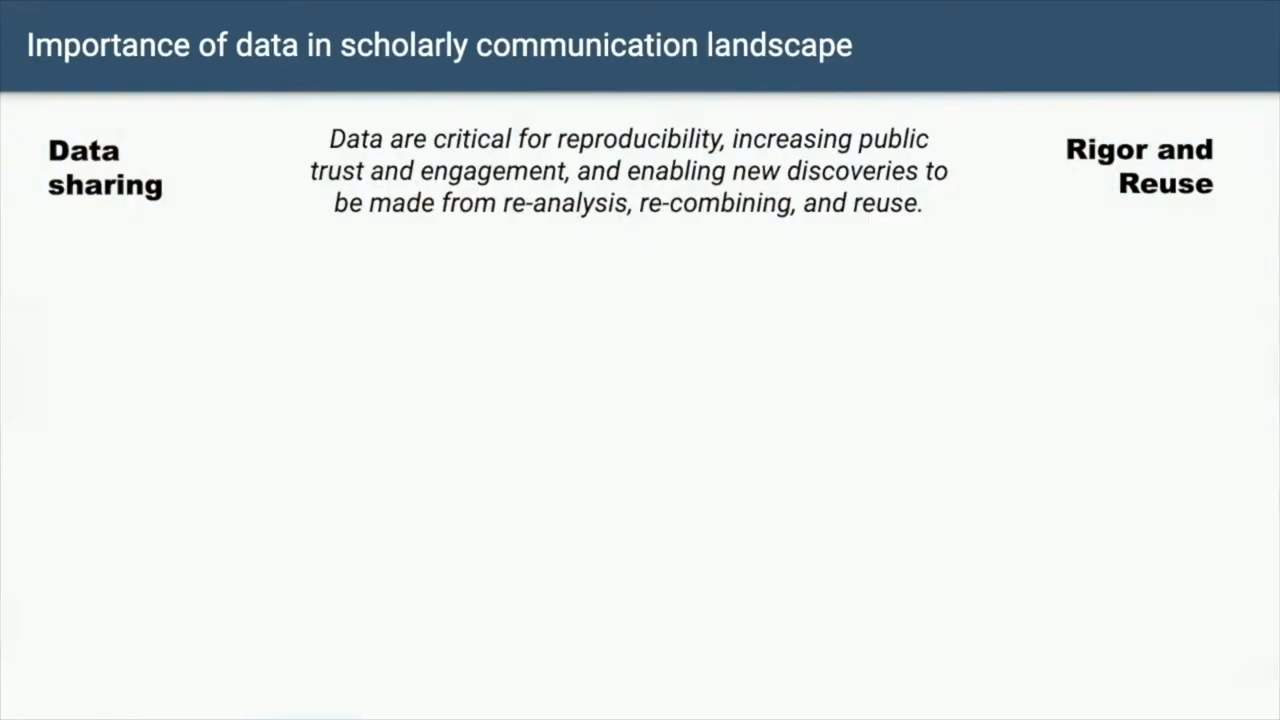 Importance of data in scholarly communication landscape
Data
sharing
Data are critical for reproducibility, increasing public
trust and engagement, and enabling new discoveries to
be made from re-analysis, re-combining, and reuse.
Rigor and
Reuse